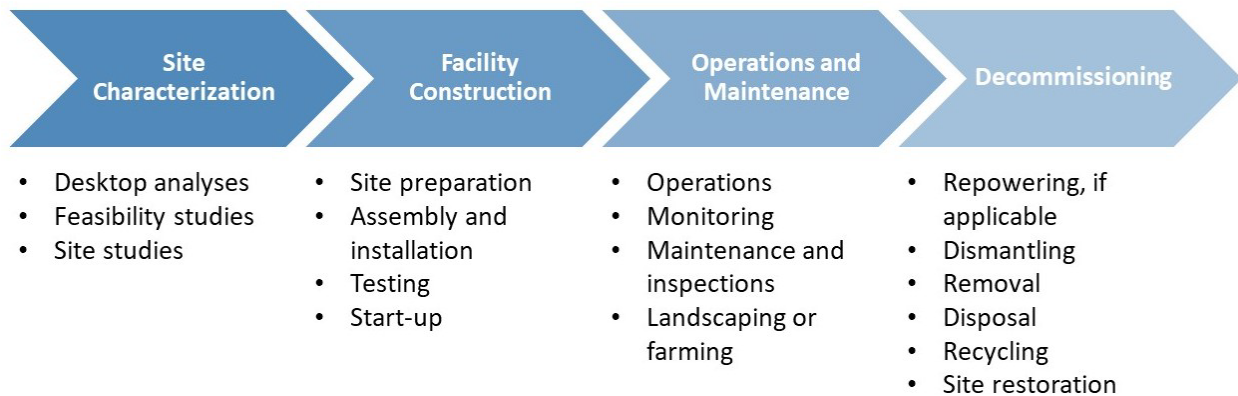 Site
Characterization
Facility
Construction
Operations and
Maintenance
Decommissioning
• Desktop analyses
• Feasibility studies
• Site studies
• Site preparation
• Assembly and
installation
• Testing
• Start-up
• Operations
• Monitoring
• Maintenance and
inspections
• Landscaping or
farming
• Repowering, if
applicable
• Dismantling
• Removal
• Disposal
• Recycling
• Site restoration